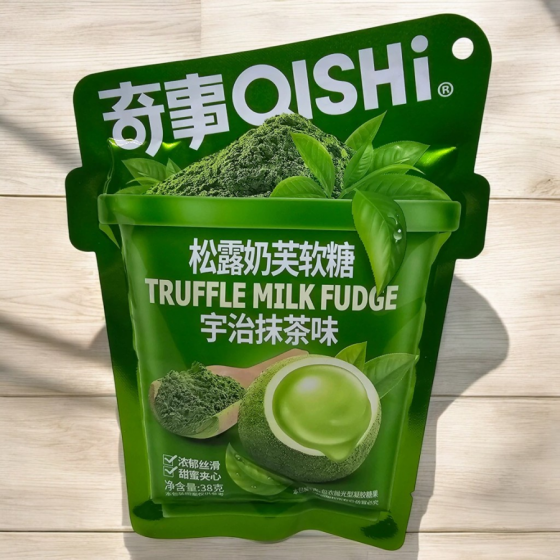 奇事QISHi®
松露奶芙软糖
TRUFFLE MILK FUDGE
宇治抹茶味
浓郁丝滑
甜蜜夹心
净含量:38克